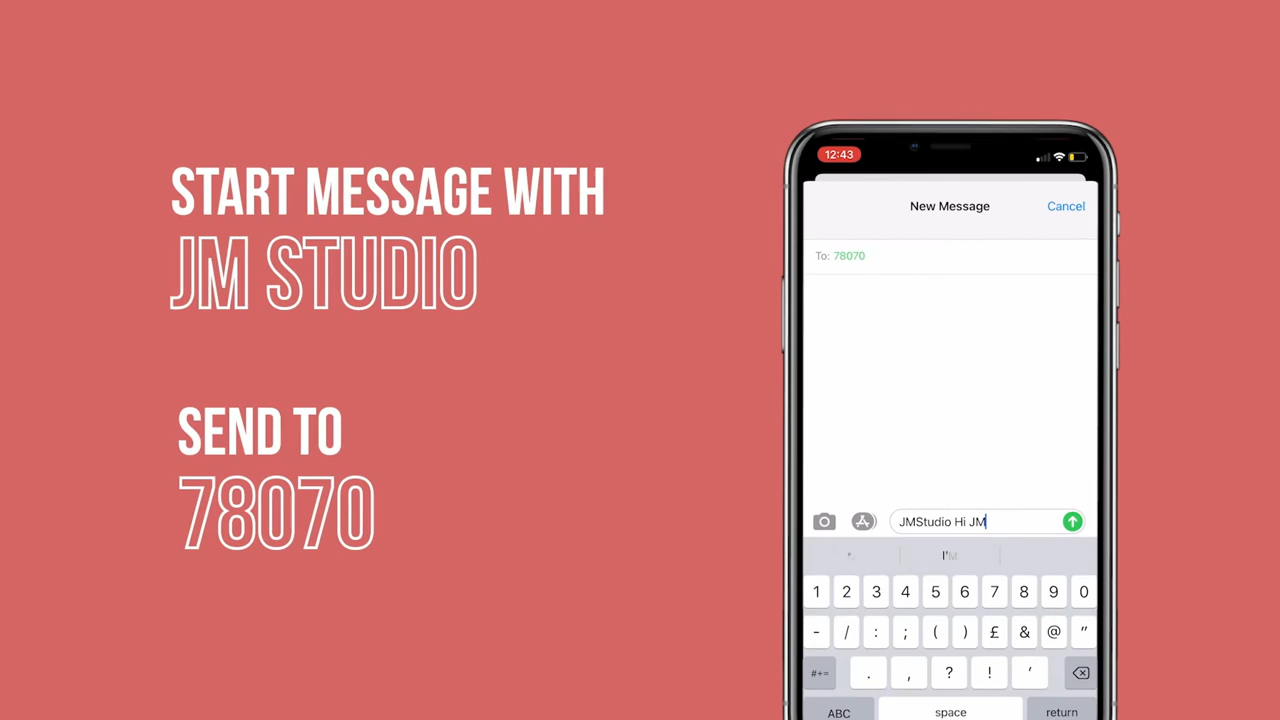 START MESSAGE WITH
JM STUDIO
SEND TO
78070
12:43
New Message
Cancel
To: 78070
JMStudio Hi JM
I'M
1 2 3 4 5 6 7 8 9 0
- / : ; ( ) £ & @ "
#+= . , ? ! '
ABC space return